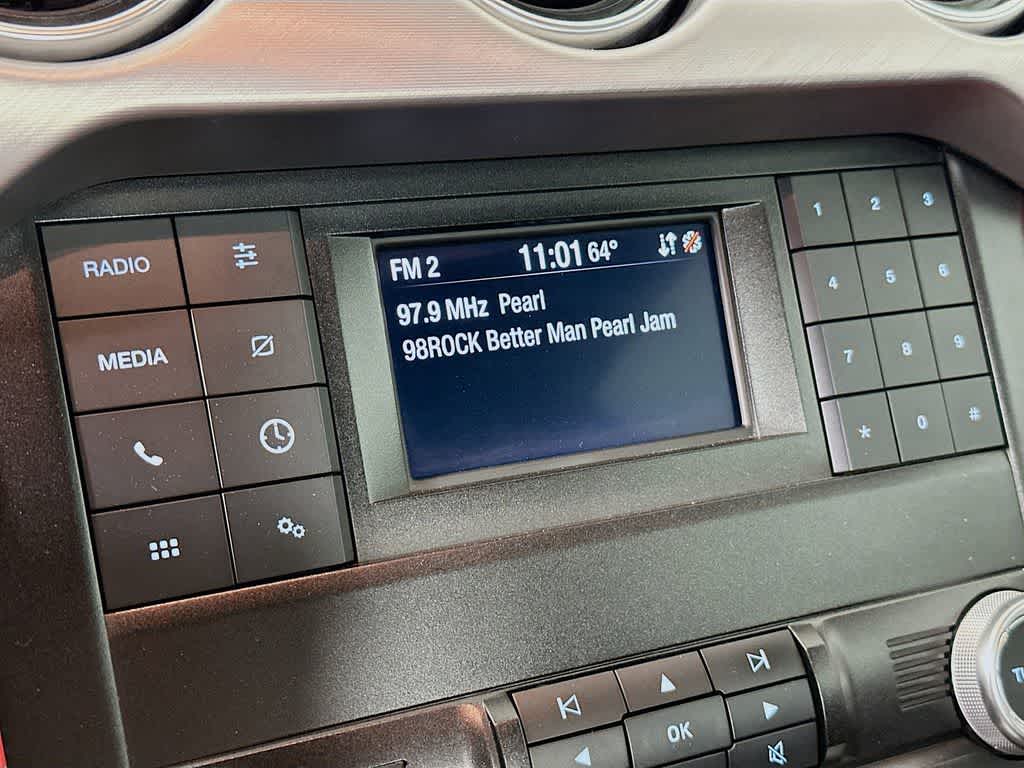 FM 2 11:01 64°
97.9 MHz Pearl
98ROCK Better Man Pearl Jam
RADIO
MEDIA
1 2 3
4 5 6
7 8 9
* 0 #
OK